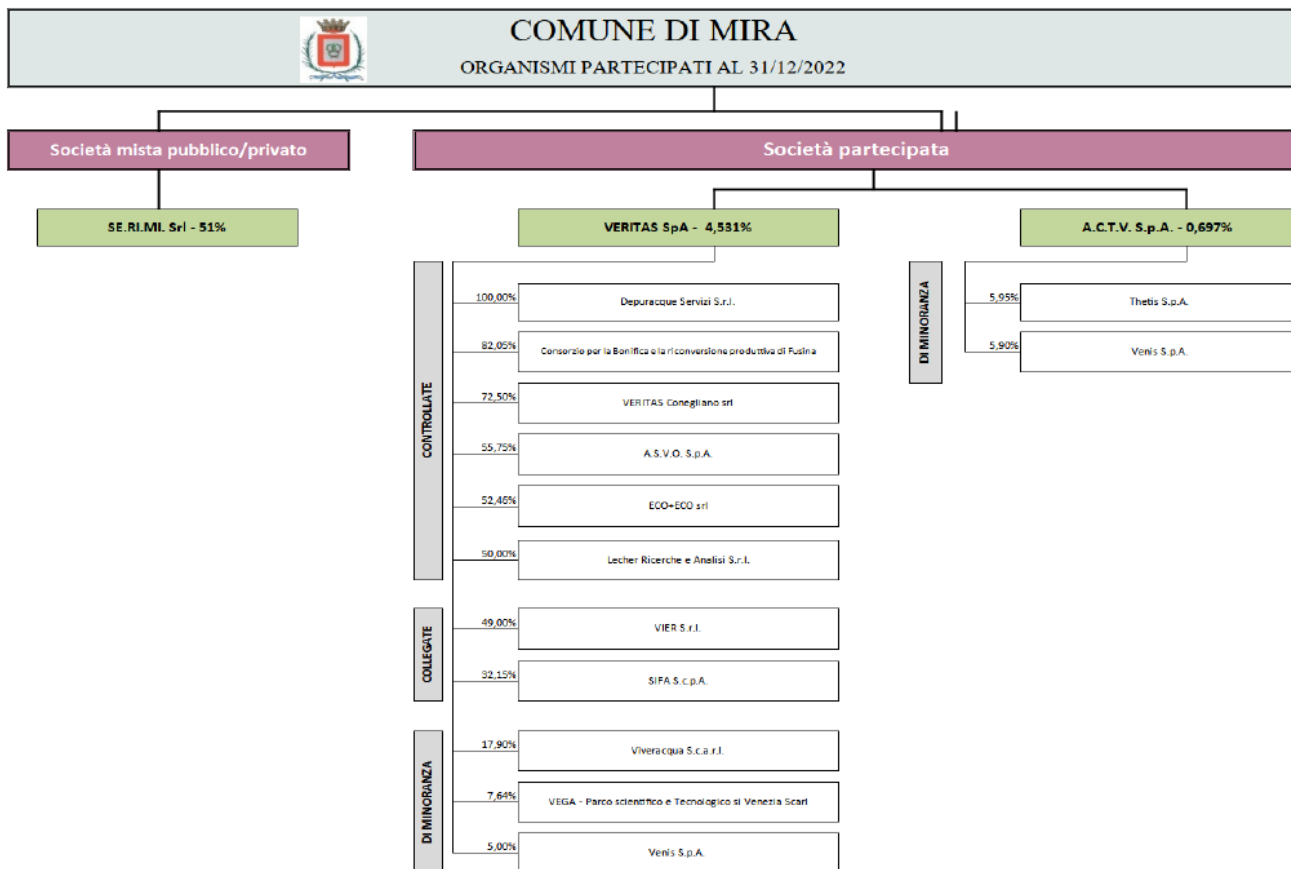 COMUNE DI MIRA
ORGANISMI PARTECIPATI AL 31/12/2022
Società mista pubblico/privato
Società partecipata
SE.RI.MI. Srl - 51%
VERITAS SpA - 4,531%
A.C.T.V. S.p.A. - 0,697%
CONTROLLATE
100,00%
Depuracque Servizi S.r.l.
82,05%
Consorzio per la Bonifica e la riconversione produttiva di Fusina
72,50%
VERITAS Conegliano srl
55,75%
A.S.V.O. S.p.A.
52,46%
ECO+ECO srl
50,00%
Lecher Ricerche e Analisi S.r.l.
COLLEGATE
49,00%
VIER S.r.l.
32,15%
SIFA S.c.p.A.
DI MINORANZA
17,90%
Viveracqua S.c.a.r.l.
7,64%
VEGA - Parco scientifico e Tecnologico si Venezia Scarl
5,00%
Venis S.p.A.
DI MINORANZA
5,95%
Thetis S.p.A.
5,90%
Venis S.p.A.